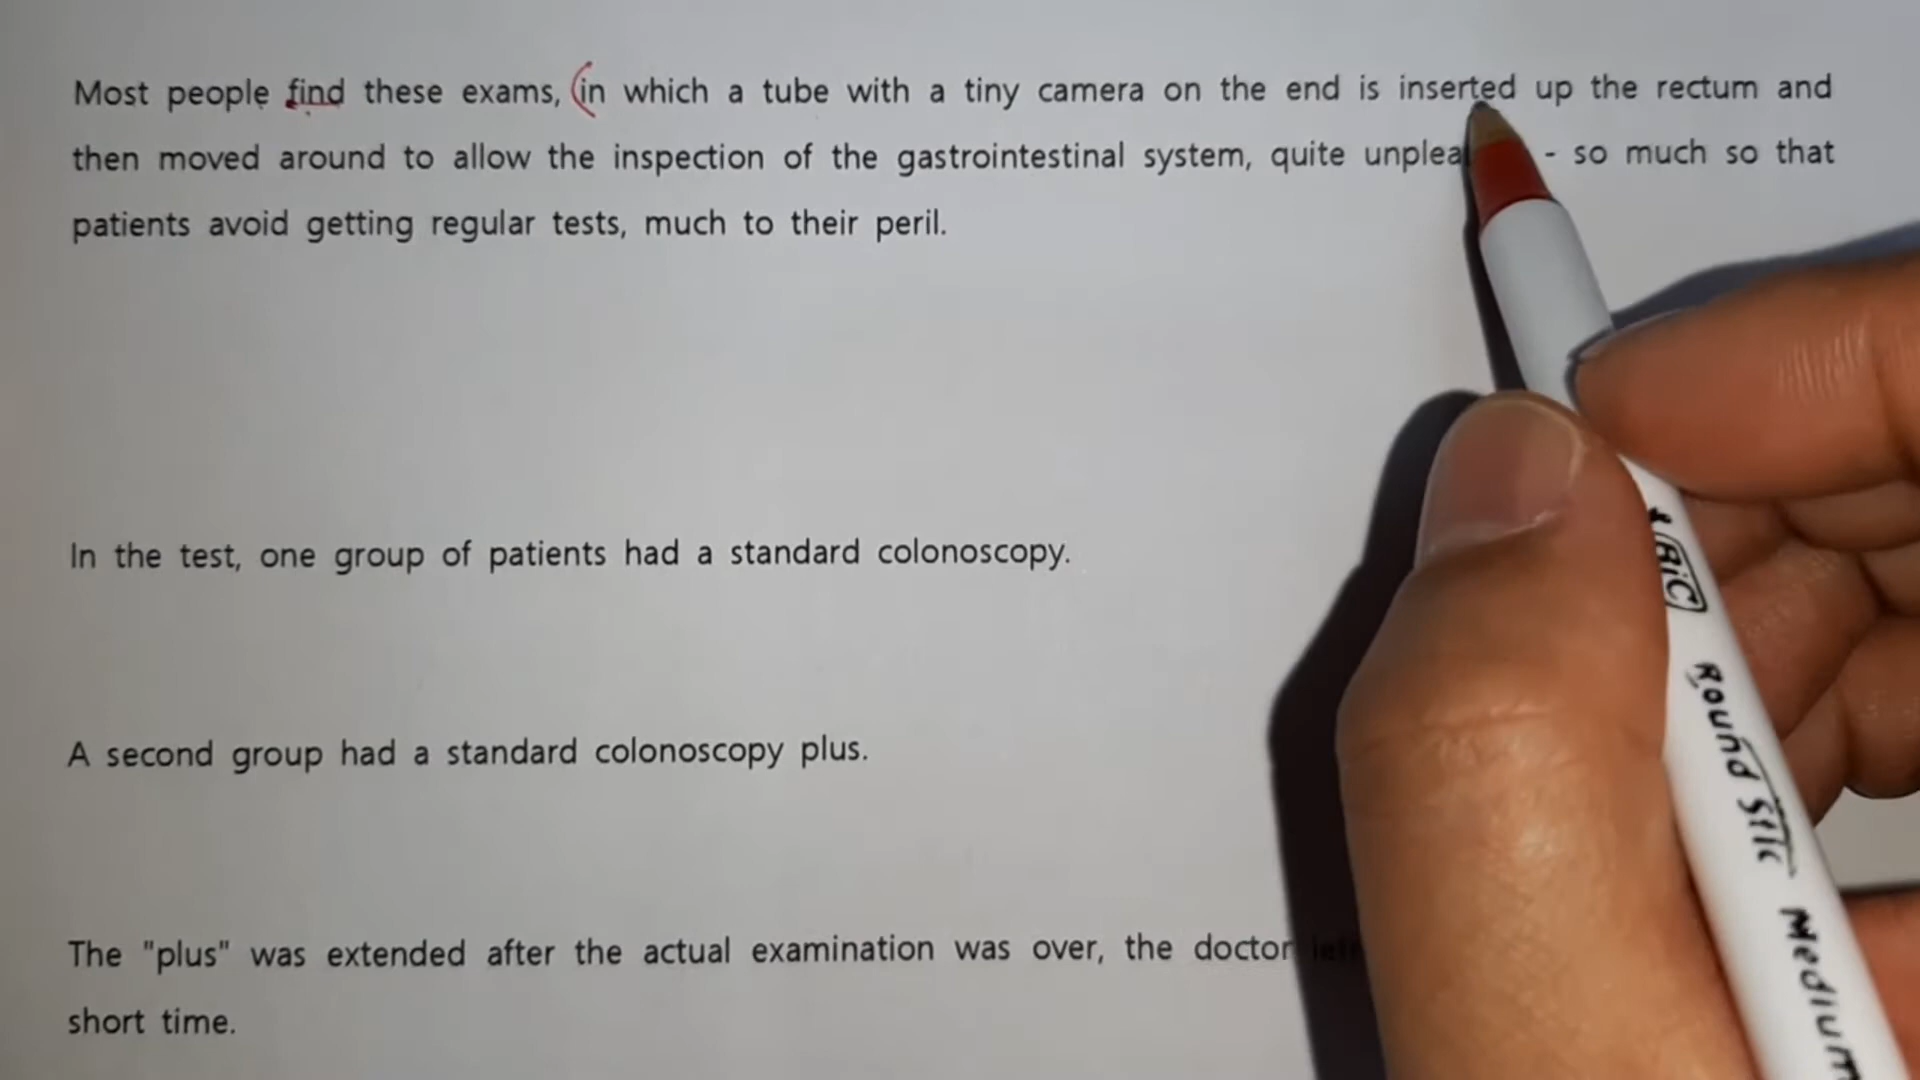 Most people find these exams, (in which a tube with a tiny camera on the end is inserted up the rectum and
then moved around to allow the inspection of the gastrointestinal system, quite - so much so that
patients avoid getting regular tests, much to their peril.
In the test, one group of patients had a standard colonoscopy.
A second group had a standard colonoscopy plus.
The "plus" was extended after the actual examination was over, the doctor
short time.
BiC Round Stic Medium